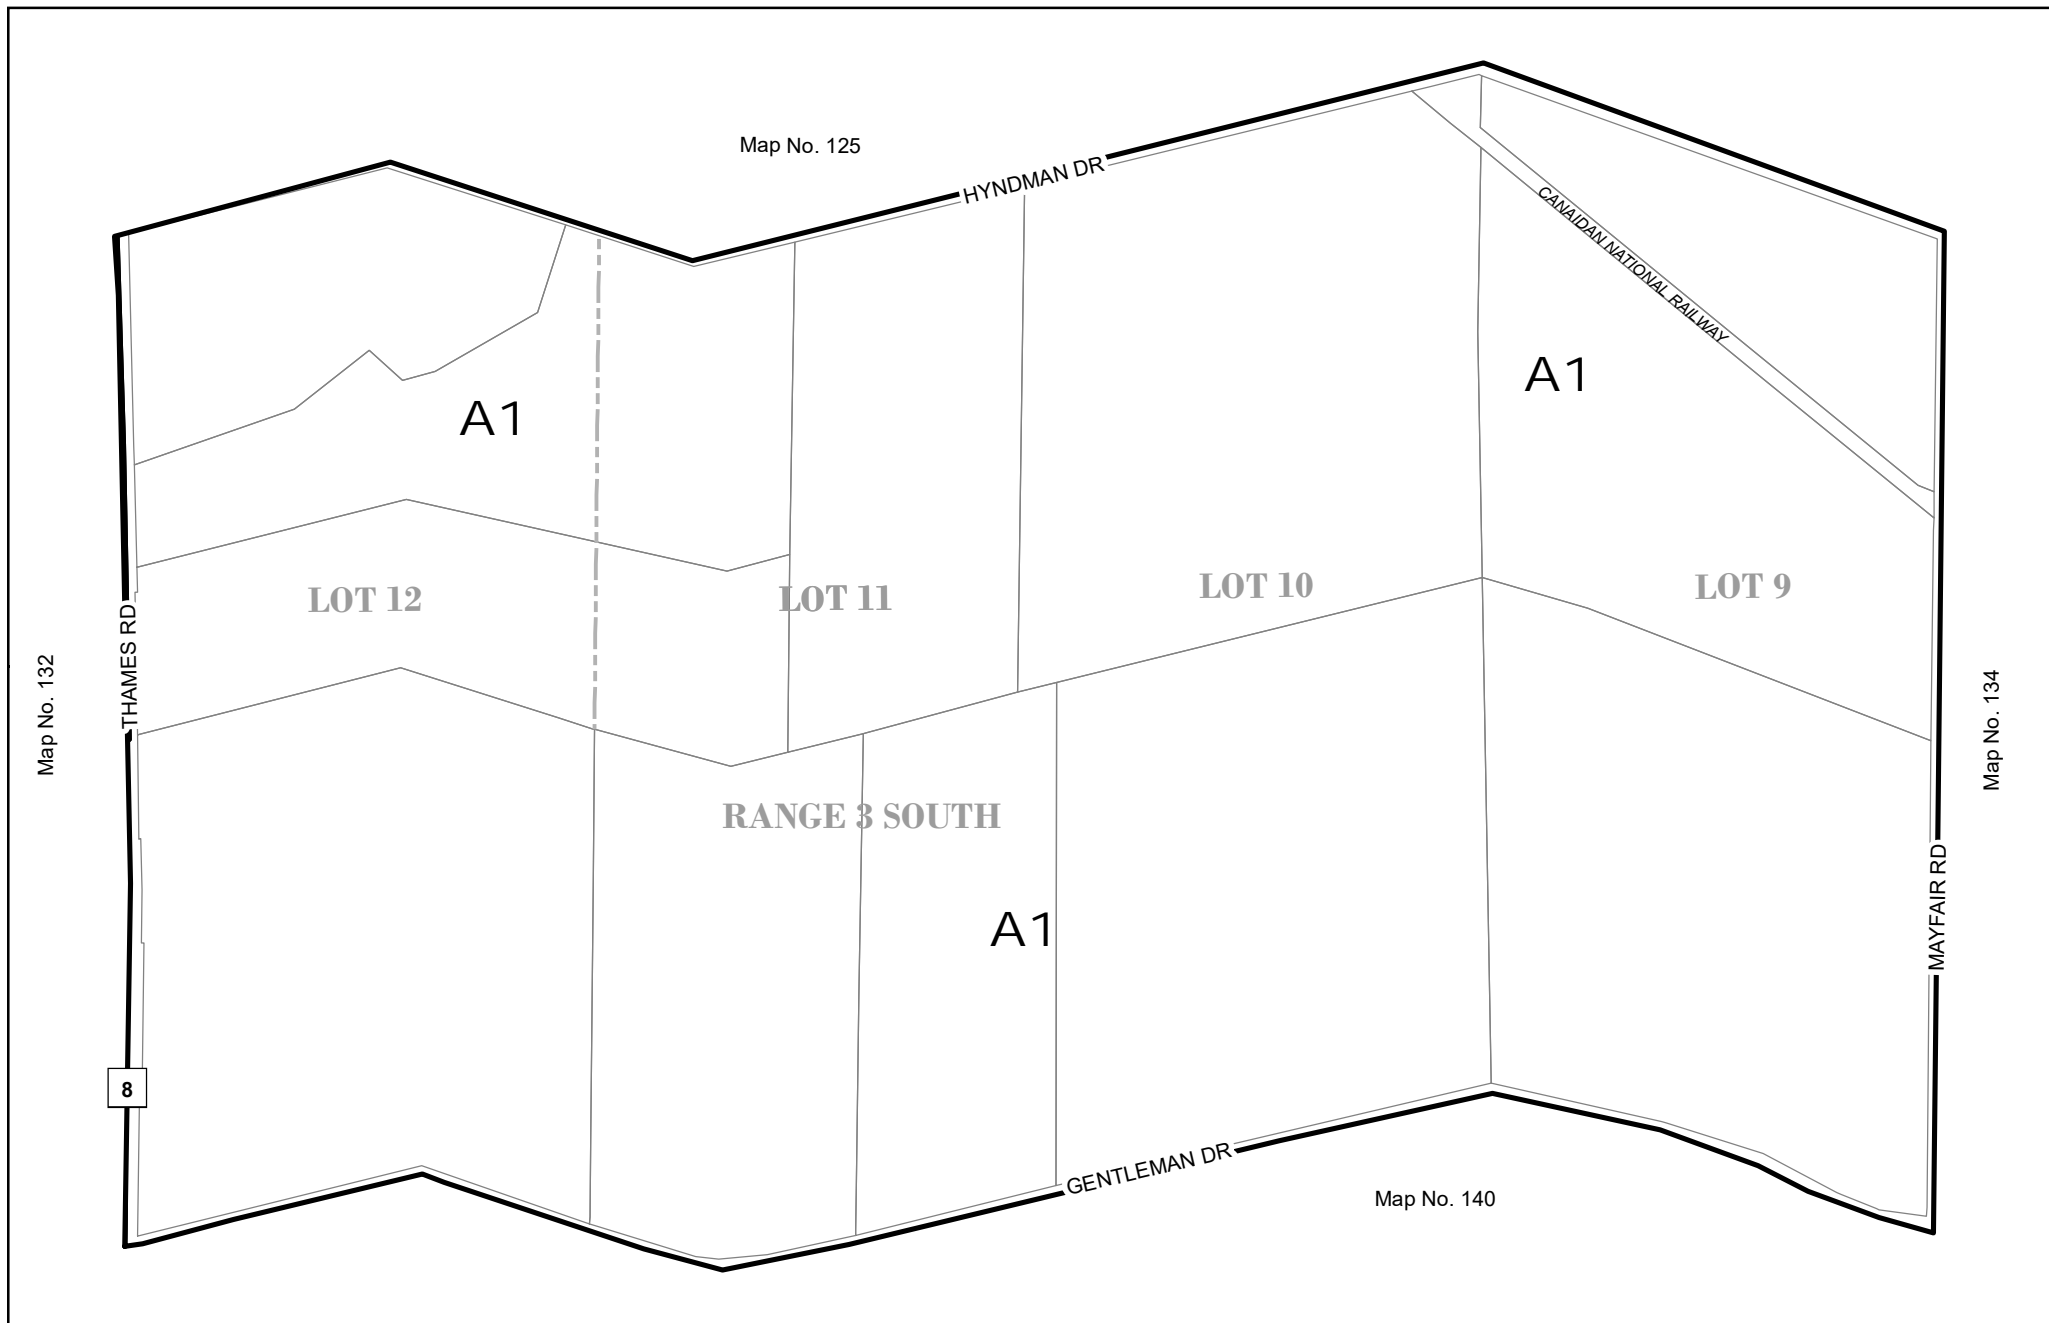 Map No. 125
HYNDMAN DR
CANAIDAN NATIONAL RAILWAY
A1
A1
LOT 12
LOT 11
LOT 10
LOT 9
THAMES RD
Map No. 132
Map No. 134
RANGE 3 SOUTH
A1
MAYFAIR RD
8
GENTLEMAN DR
Map No. 140